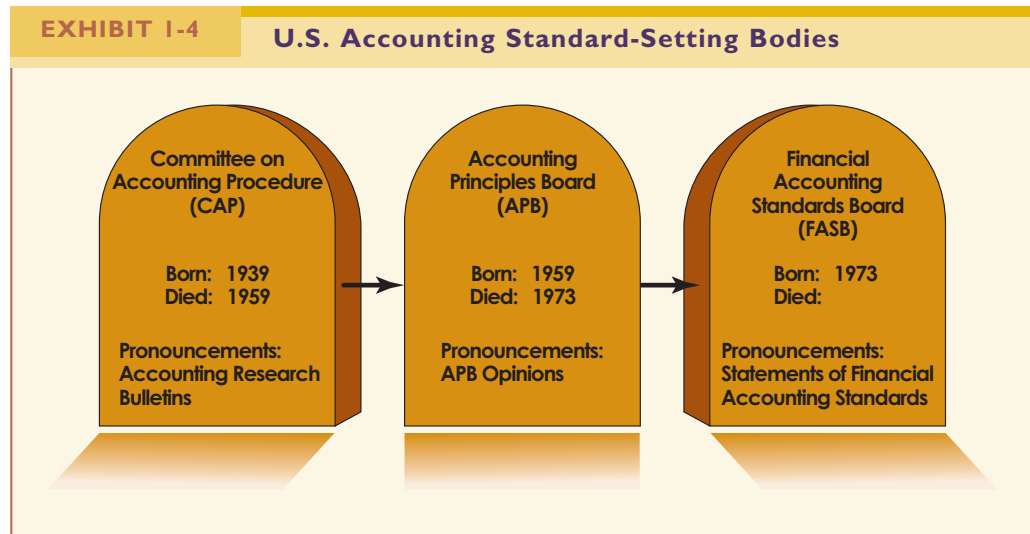 EXHIBIT 1-4
U.S. Accounting Standard-Setting Bodies
Committee on
Accounting Procedure
(CAP)
Born: 1939
Died: 1959
Pronouncements:
Accounting Research
Bulletins
Accounting
Principles Board
(APB)
Born: 1959
Died: 1973
Pronouncements:
APB Opinions
Financial
Accounting
Standards Board
(FASB)
Born: 1973
Died:
Pronouncements:
Statements of Financial
Accounting Standards